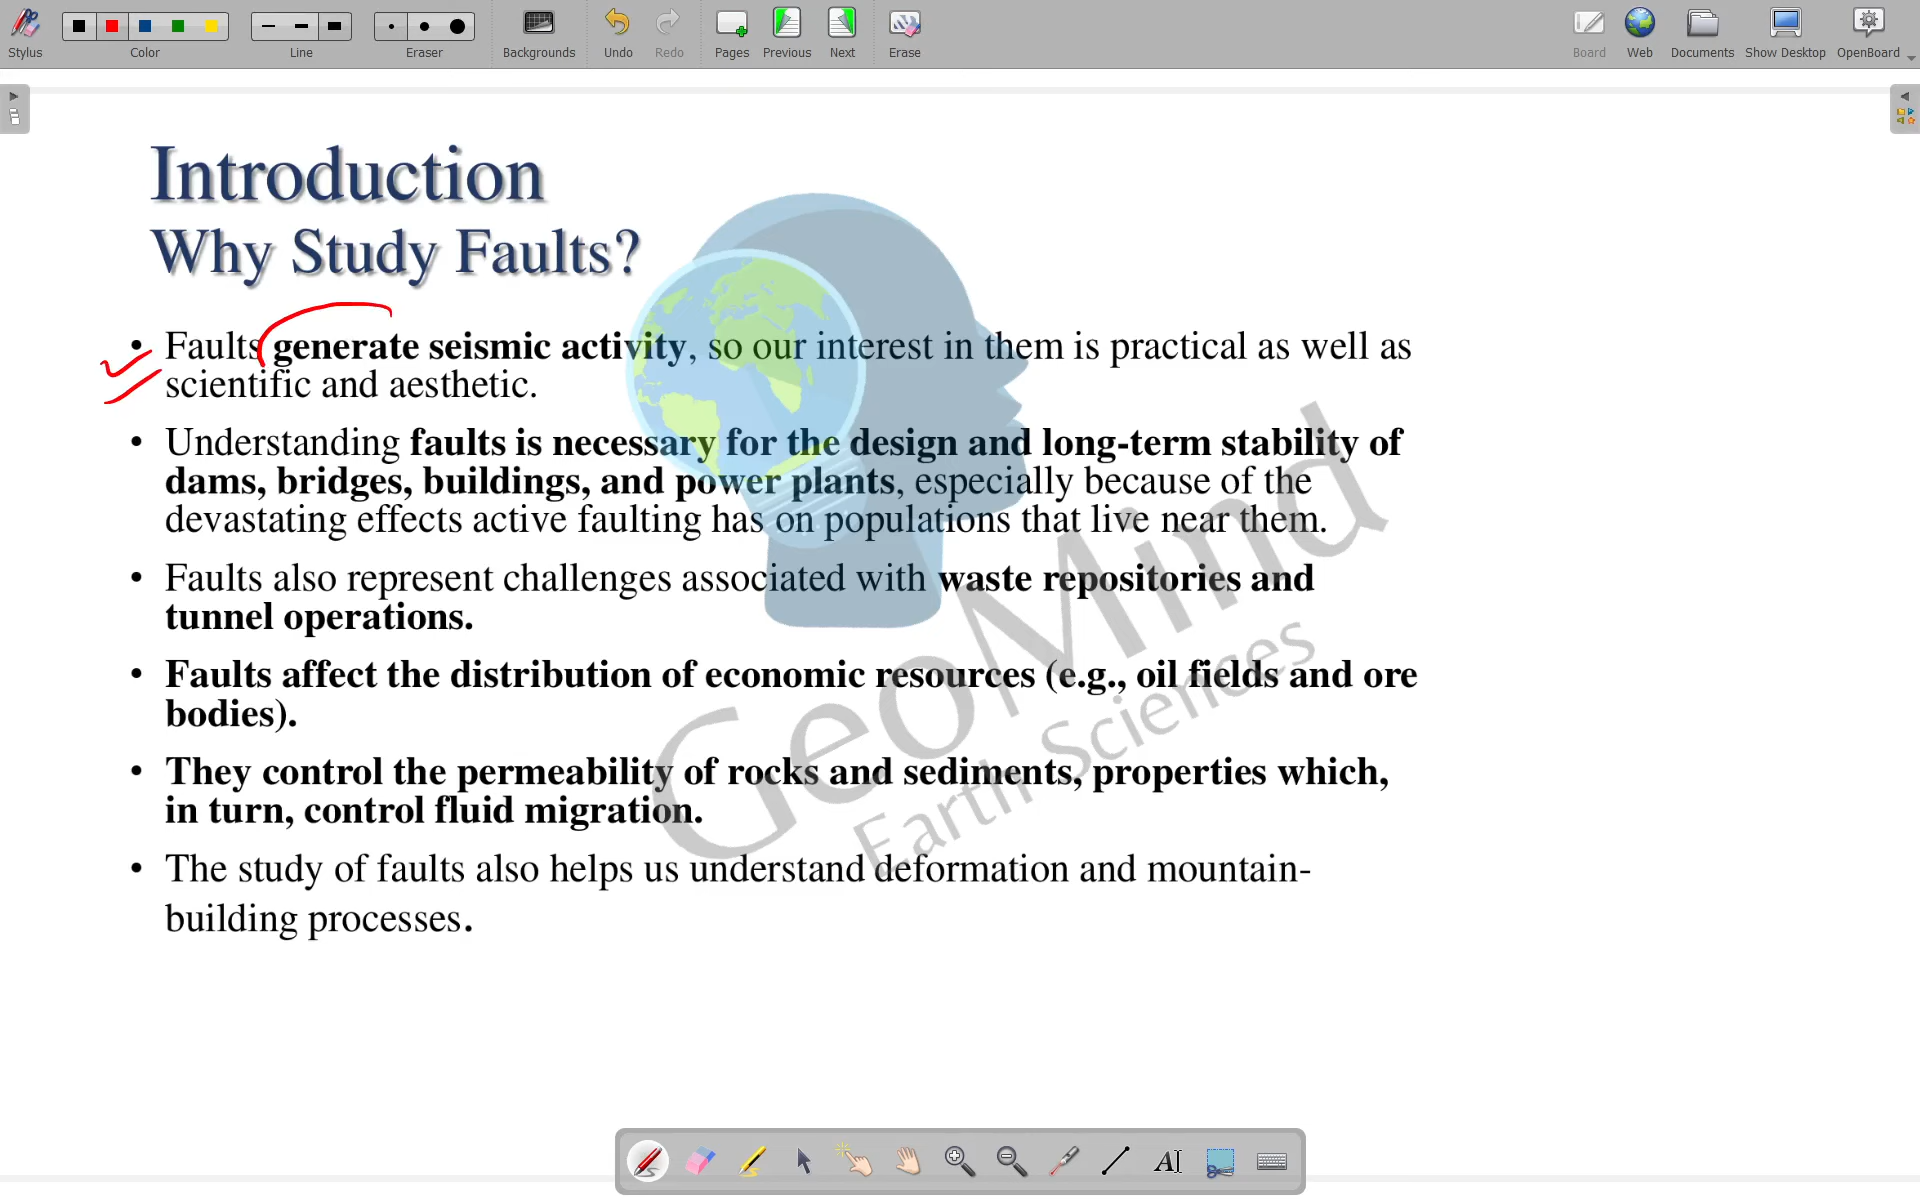 Stylus
Color
Line
Eraser
Backgrounds
Undo
Redo
Pages
Previous
Next
Erase
Board
Web
Documents
Show Desktop
OpenBoard
Introduction
Why Study Faults?
• Faults generate seismic activity, so our interest in them is practical as well as
scientific and aesthetic.
• Understanding faults is necessary for the design and long-term stability of
dams, bridges, buildings, and power plants, especially because of the
devastating effects active faulting has on populations that live near them.
• Faults also represent challenges associated with waste repositories and
tunnel operations.
• Faults affect the distribution of economic resources (e.g., oil fields and ore
bodies).
• They control the permeability of rocks and sediments, properties which,
in turn, control fluid migration.
• The study of faults also helps us understand deformation and mountain-
building processes.
GeoMind
Earth Sciences